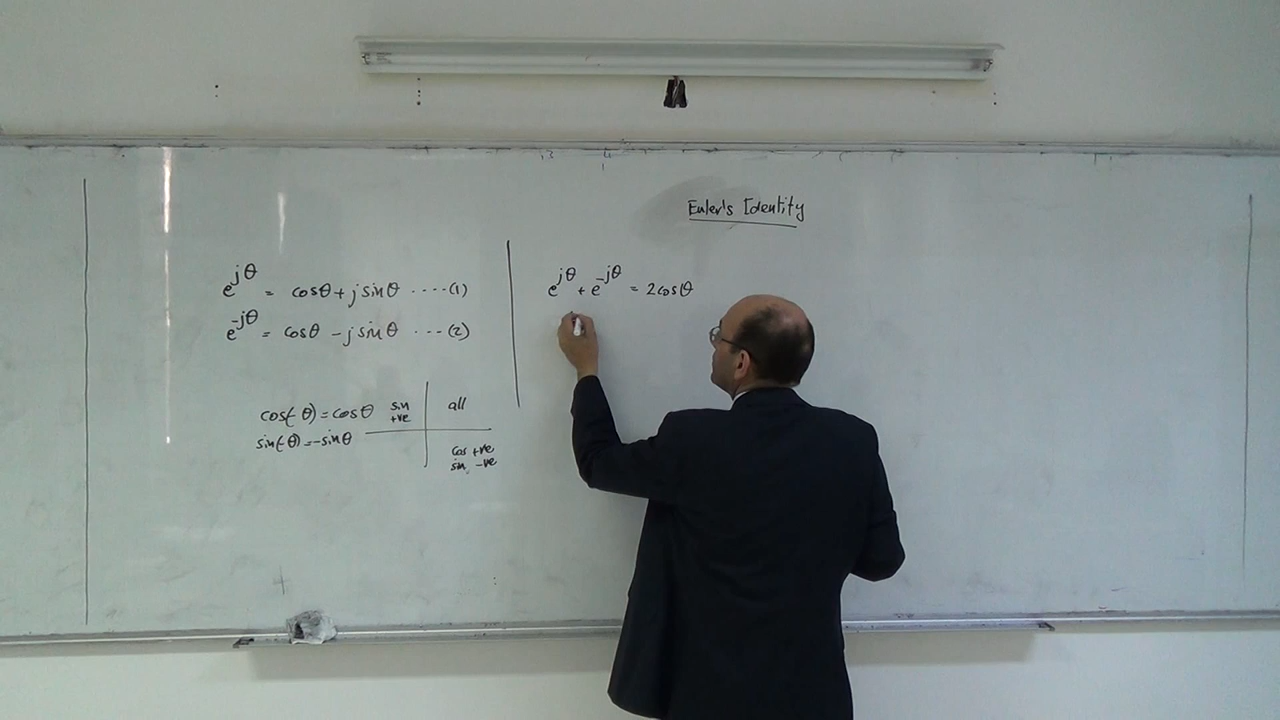 Euler's Identity
e^jθ = cosθ + j sinθ ....(1)
e^-jθ = cosθ - j sinθ ...(2)
cos(-θ) = cosθ
sin(-θ) = -sinθ
sin
+ve
all
cos +ve
sin -ve
e^jθ + e^-jθ = 2cosθ